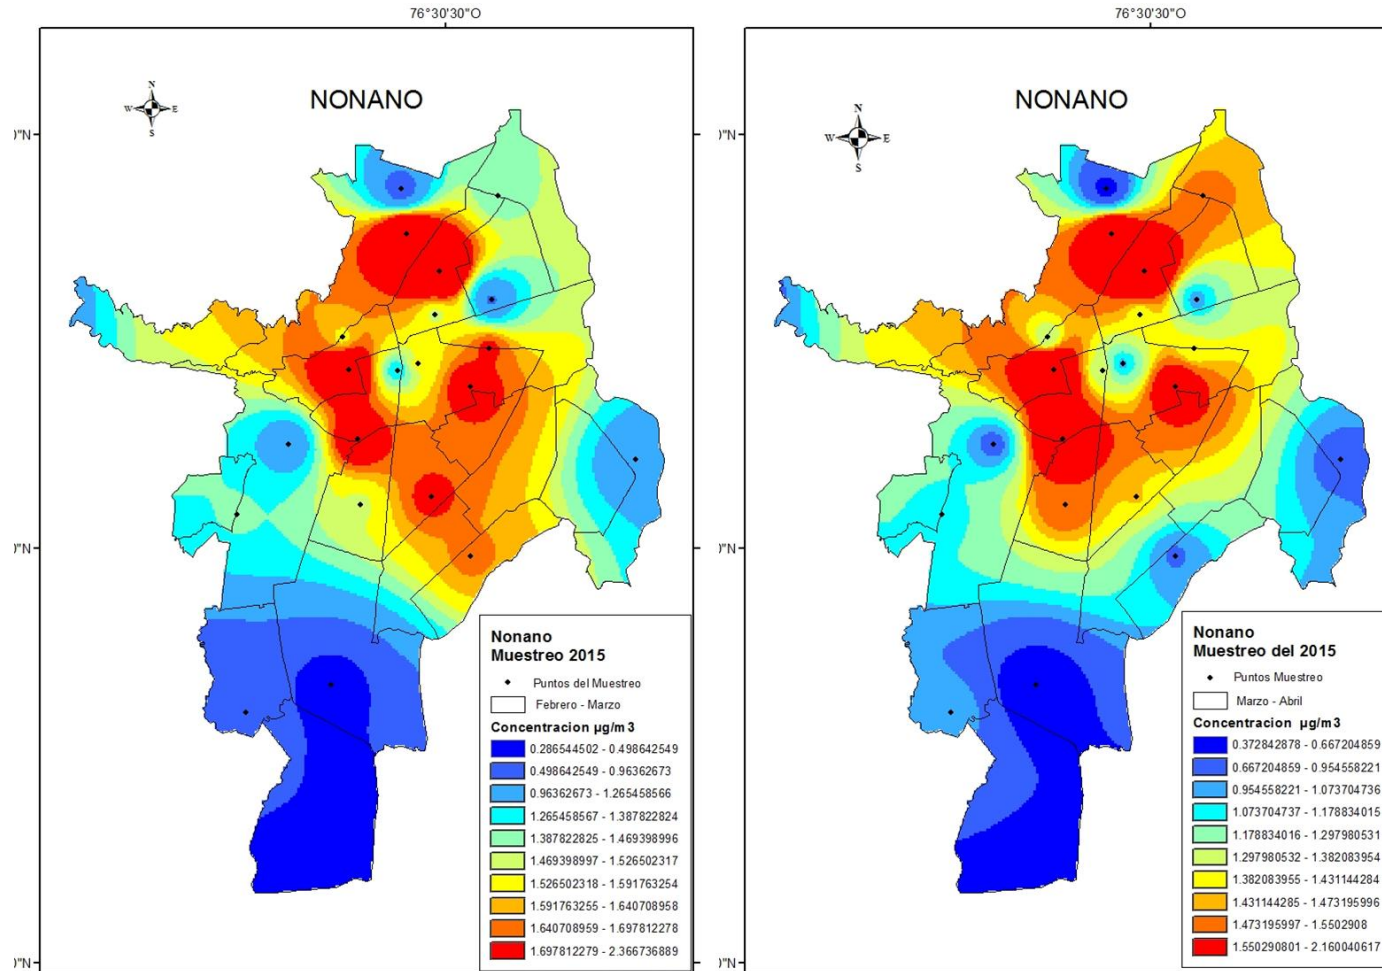 76°30'30"O
NONANO
N
W E
S
0"N
0"N
0"N
Nonano
Muestreo 2015
Puntos del Muestreo
Febrero - Marzo
Concentracion µg/m3
0.286544502 - 0.498642549
0.498642549 - 0.96362673
0.96362673 - 1.265458566
1.265458567 - 1.387822824
1.387822825 - 1.469398996
1.469398997 - 1.526502317
1.526502318 - 1.591763254
1.591763255 - 1.640708958
1.640708959 - 1.697812278
1.697812279 - 2.366736889
76°30'30"O
NONANO
N
W E
S
)"N
)"N
)"N
Nonano
Muestreo del 2015
Puntos Muestreo
Marzo - Abril
Concentracion µg/m3
0.372842878 - 0.667204859
0.667204859 - 0.954558221
0.954558221 - 1.073704736
1.073704737 - 1.178834015
1.178834016 - 1.297980531
1.297980532 - 1.382083954
1.382083955 - 1.431144284
1.431144285 - 1.473195996
1.473195997 - 1.5502908
1.550290801 - 2.160040617